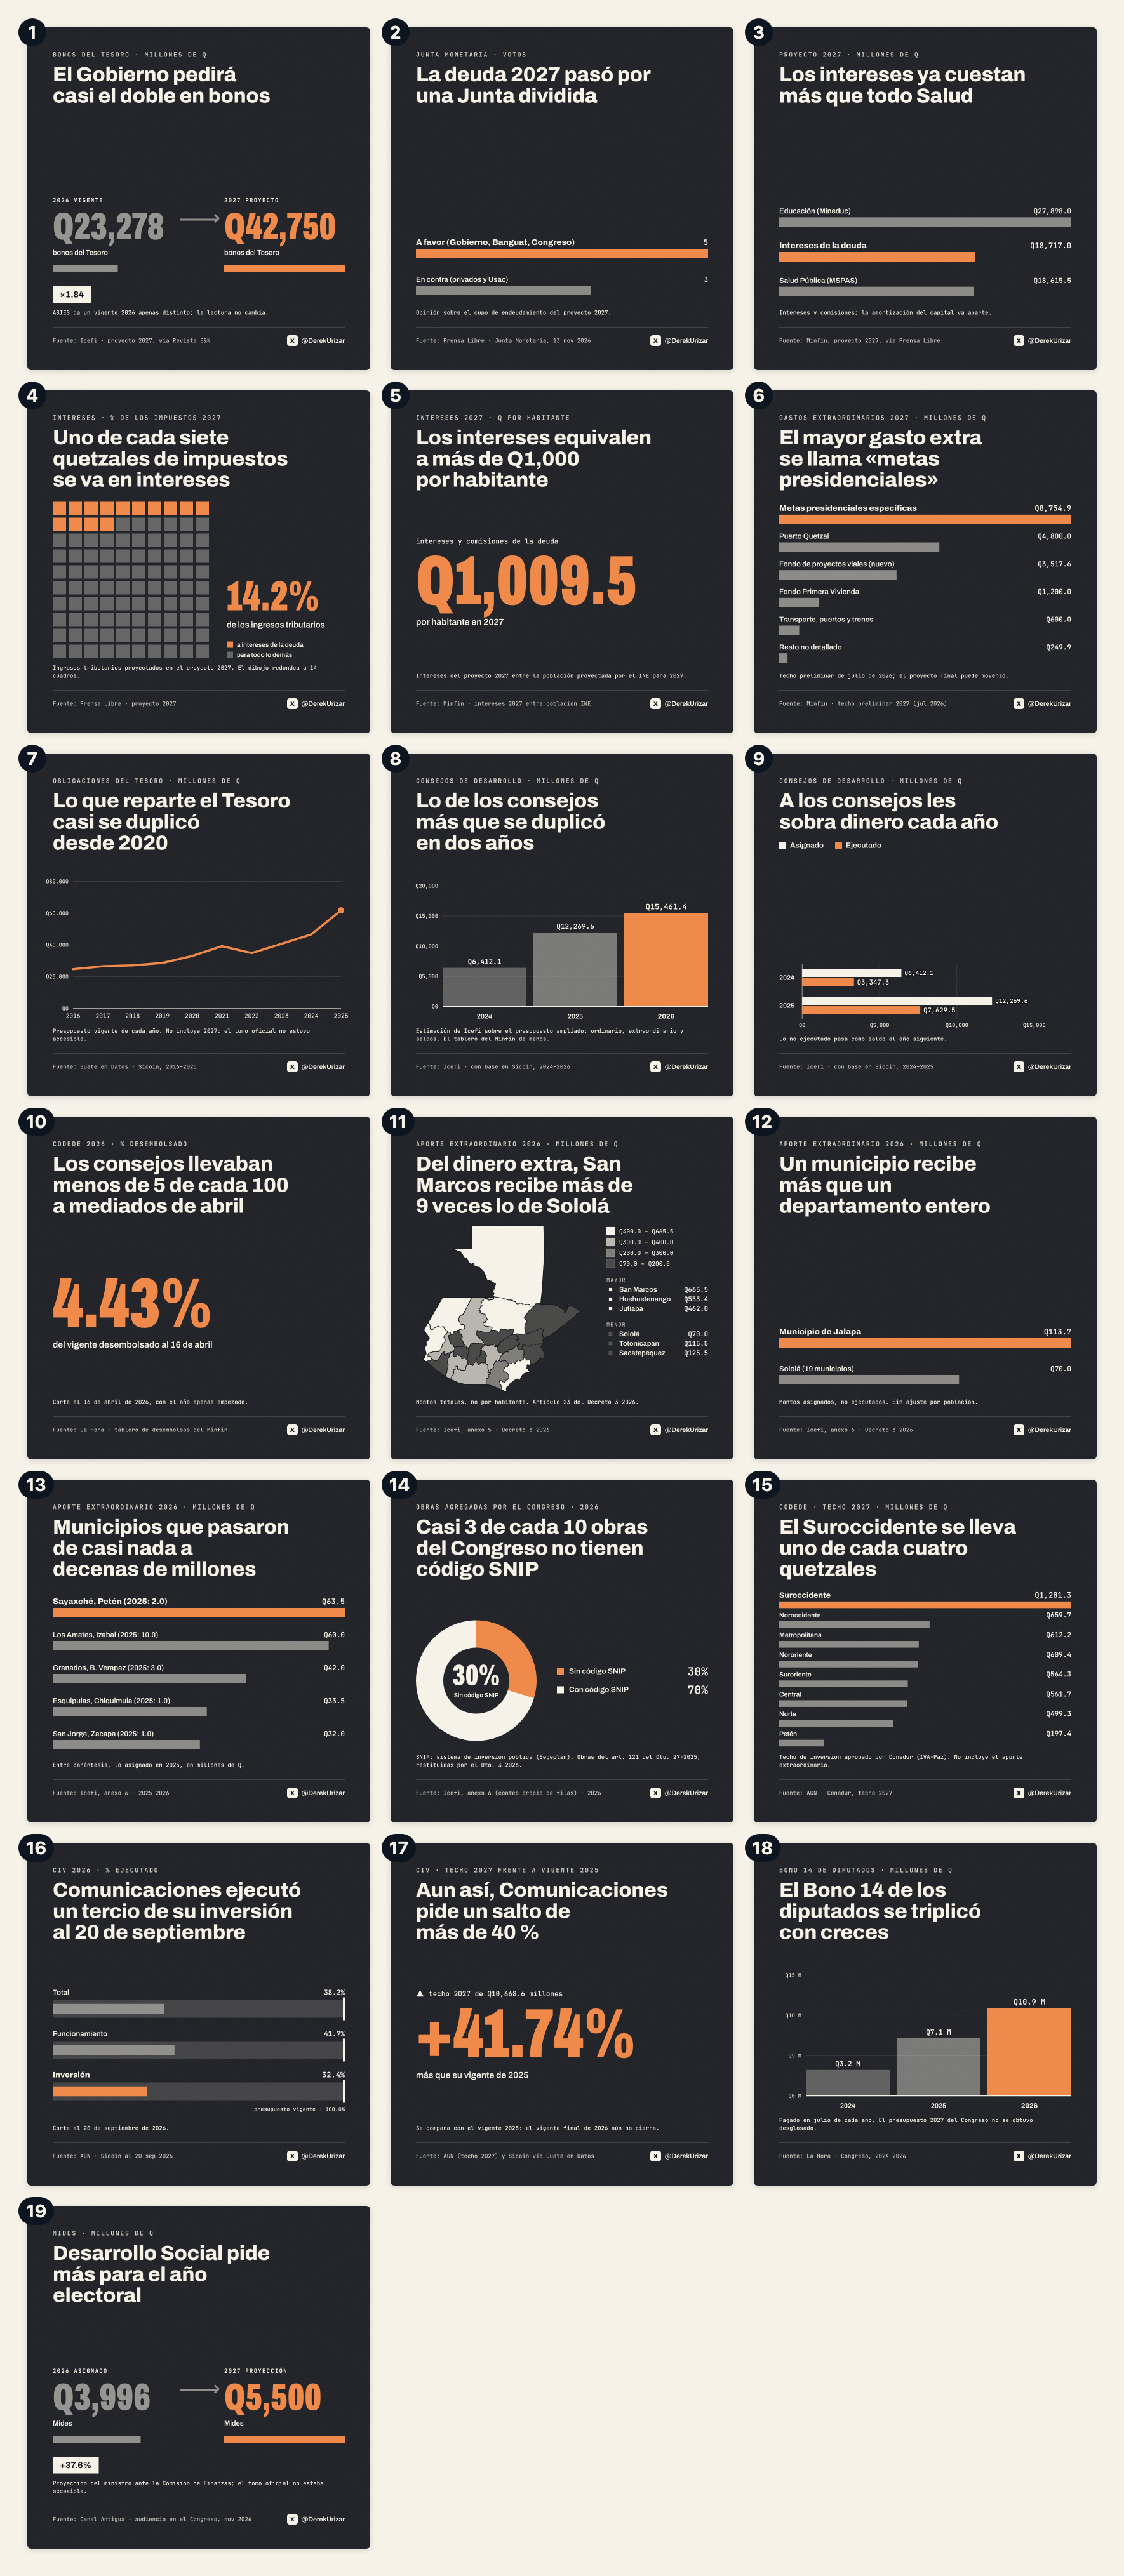 1
BONOS DEL TESORO · MILLONES DE Q
El Gobierno pedirá
casi el doble en bonos
2026 VIGENTE
Q23,278
bonos del Tesoro
2027 PROYECTO
Q42,750
bonos del Tesoro
×1.84
ASIES da un vigente 2026 apenas distinto; la lectura no cambia.
Fuente: Icefi · proyecto 2027, vía Revista E&N
X @DerekUrizar
2
JUNTA MONETARIA · VOTOS
La deuda 2027 pasó por
una Junta dividida
A favor (Gobierno, Banguat, Congreso) 5
En contra (privados y Usac) 3
Opinión sobre el cupo de endeudamiento del proyecto 2027.
Fuente: Prensa Libre · Junta Monetaria, 13 nov 2026
X @DerekUrizar
3
PROYECTO 2027 · MILLONES DE Q
Los intereses ya cuestan
más que todo Salud
Educación (Mineduc) Q27,898.0
Intereses de la deuda Q18,717.0
Salud Pública (MSPAS) Q18,615.5
Intereses y comisiones; la amortización del capital va aparte.
Fuente: Minfin, proyecto 2027, vía Prensa Libre
X @DerekUrizar
4
INTERESES · % DE LOS IMPUESTOS 2027
Uno de cada siete
quetzales de impuestos
se va en intereses
14.2%
de los ingresos tributarios
a intereses de la deuda
para todo lo demás
Ingresos tributarios proyectados en el proyecto 2027. El dibujo redondea a 14
cuadros.
Fuente: Prensa Libre · proyecto 2027
X @DerekUrizar
5
INTERESES 2027 · Q POR HABITANTE
Los intereses equivalen
a más de Q1,000
por habitante
intereses y comisiones de la deuda
Q1,009.5
por habitante en 2027
Intereses del proyecto 2027 entre la población proyectada por el INE para 2027.
Fuente: Minfin · intereses 2027 entre población INE
X @DerekUrizar
6
GASTOS EXTRAORDINARIOS 2027 · MILLONES DE Q
El mayor gasto extra
se llama «metas
presidenciales»
Metas presidenciales específicas Q8,754.9
Puerto Quetzal Q4,800.0
Fondo de proyectos viales (nuevo) Q3,517.6
Fondo Primera Vivienda Q1,200.0
Transporte, puertos y trenes Q600.0
Resto no detallado Q249.9
Techo preliminar de julio de 2026; el proyecto final puede moverlo.
Fuente: Minfin · techo preliminar 2027 (jul 2026)
X @DerekUrizar
7
OBLIGACIONES DEL TESORO · MILLONES DE Q
Lo que reparte el Tesoro
casi se duplicó
desde 2020
Q80,000
Q60,000
Q40,000
Q20,000
Q0
2016 2017 2018 2019 2020 2021 2022 2023 2024 2025
Presupuesto vigente de cada año. No incluye 2027: el tomo oficial no estuvo
accesible.
Fuente: Guate en Datos · Sicoin, 2016–2025
X @DerekUrizar
8
CONSEJOS DE DESARROLLO · MILLONES DE Q
Lo de los consejos
más que se duplicó
en dos años
Q20,000
Q15,000
Q10,000
Q5,000
Q0
Q6,412.1
Q12,269.6
Q15,461.4
2024 2025 2026
Estimación de Icefi sobre el presupuesto ampliado: ordinario, extraordinario y
saldos. El tablero del Minfin da menos.
Fuente: Icefi · con base en Sicoin, 2024–2026
X @DerekUrizar
9
CONSEJOS DE DESARROLLO · MILLONES DE Q
A los consejos les
sobra dinero cada año
Asignado Ejecutado
2024
Q6,412.1
Q3,347.3
2025
Q12,269.6
Q7,629.5
Q0 Q5,000 Q10,000 Q15,000
Lo no ejecutado pasa como saldo al año siguiente.
Fuente: Icefi · con base en Sicoin, 2024–2025
X @DerekUrizar
10
CODEDE 2026 · % DESEMBOLSADO
Los consejos llevaban
menos de 5 de cada 100
a mediados de abril
4.43%
del vigente desembolsado al 16 de abril
Corte al 16 de abril de 2026, con el año apenas empezado.
Fuente: La Hora · tablero de desembolsos del Minfin
X @DerekUrizar
11
APORTE EXTRAORDINARIO 2026 · MILLONES DE Q
Del dinero extra, San
Marcos recibe más de
9 veces lo de Sololá
Q400.0 – Q665.5
Q300.0 – Q400.0
Q200.0 – Q300.0
Q70.0 – Q200.0
MAYOR
San Marcos Q665.5
Huehuetenango Q553.4
Jutiapa Q462.0
MENOR
Sololá Q70.0
Totonicapán Q115.5
Sacatepéquez Q125.5
Montos totales, no por habitante. Artículo 23 del Decreto 3-2026.
Fuente: Icefi, anexo 5 · Decreto 3-2026
X @DerekUrizar
12
APORTE EXTRAORDINARIO 2026 · MILLONES DE Q
Un municipio recibe
más que un
departamento entero
Municipio de Jalapa Q113.7
Sololá (19 municipios) Q70.0
Montos asignados, no ejecutados. Sin ajuste por población.
Fuente: Icefi, anexo 6 · Decreto 3-2026
X @DerekUrizar
13
APORTE EXTRAORDINARIO 2026 · MILLONES DE Q
Municipios que pasaron
de casi nada a
decenas de millones
Sayaxché, Petén (2025: 2.0) Q63.5
Los Amates, Izabal (2025: 10.0) Q60.0
Granados, B. Verapaz (2025: 3.0) Q42.0
Esquipulas, Chiquimula (2025: 1.0) Q33.5
San Jorge, Zacapa (2025: 1.0) Q32.0
Entre paréntesis, lo asignado en 2025, en millones de Q.
Fuente: Icefi, anexo 6 · 2025–2026
X @DerekUrizar
14
OBRAS AGREGADAS POR EL CONGRESO · 2026
Casi 3 de cada 10 obras
del Congreso no tienen
código SNIP
30%
Sin código SNIP
Sin código SNIP 30%
Con código SNIP 70%
SNIP: sistema de inversión pública (Segeplán). Obras del art. 121 del Dto. 27-2025,
restituidas por el Dto. 3-2026.
Fuente: Icefi, anexo 6 (conteo propio de filas) · 2026
X @DerekUrizar
15
CODEDE · TECHO 2027 · MILLONES DE Q
El Suroccidente se lleva
uno de cada cuatro
quetzales
Suroccidente Q1,281.3
Noroccidente Q659.7
Metropolitana Q612.2
Nororiente Q609.4
Suroriente Q564.3
Central Q561.7
Norte Q499.3
Petén Q197.4
Techo de inversión aprobado por Conadur (IVA-Paz). No incluye el aporte
extraordinario.
Fuente: AGN · Conadur, techo 2027
X @DerekUrizar
16
CIV 2026 · % EJECUTADO
Comunicaciones ejecutó
un tercio de su inversión
al 20 de septiembre
Total 38.2%
Funcionamiento 41.7%
Inversión 32.4%
presupuesto vigente · 100.0%
Corte al 20 de septiembre de 2026.
Fuente: AGN · Sicoin al 20 sep 2026
X @DerekUrizar
17
CIV · TECHO 2027 FRENTE A VIGENTE 2025
Aun así, Comunicaciones
pide un salto de
más de 40 %
▲ techo 2027 de Q10,668.6 millones
+41.74%
más que su vigente de 2025
Se compara con el vigente 2025: el vigente final de 2026 aún no cierra.
Fuente: AGN (techo 2027) y Sicoin vía Guate en Datos
X @DerekUrizar
18
BONO 14 DE DIPUTADOS · MILLONES DE Q
El Bono 14 de los
diputados se triplicó
con creces
Q15 M
Q10 M
Q5 M
Q0 M
Q3.2 M
Q7.1 M
Q10.9 M
2024 2025 2026
Pagado en julio de cada año. El presupuesto 2027 del Congreso no se obtuvo
desglosado.
Fuente: La Hora · Congreso, 2024–2026
X @DerekUrizar
19
MIDES · MILLONES DE Q
Desarrollo Social pide
más para el año
electoral
2026 ASIGNADO
Q3,996
Mides
2027 PROYECCIÓN
Q5,500
Mides
+37.6%
Proyección del ministro ante la Comisión de Finanzas; el tomo oficial no estaba
accesible.
Fuente: Canal Antigua · audiencia en el Congreso, nov 2026
X @DerekUrizar